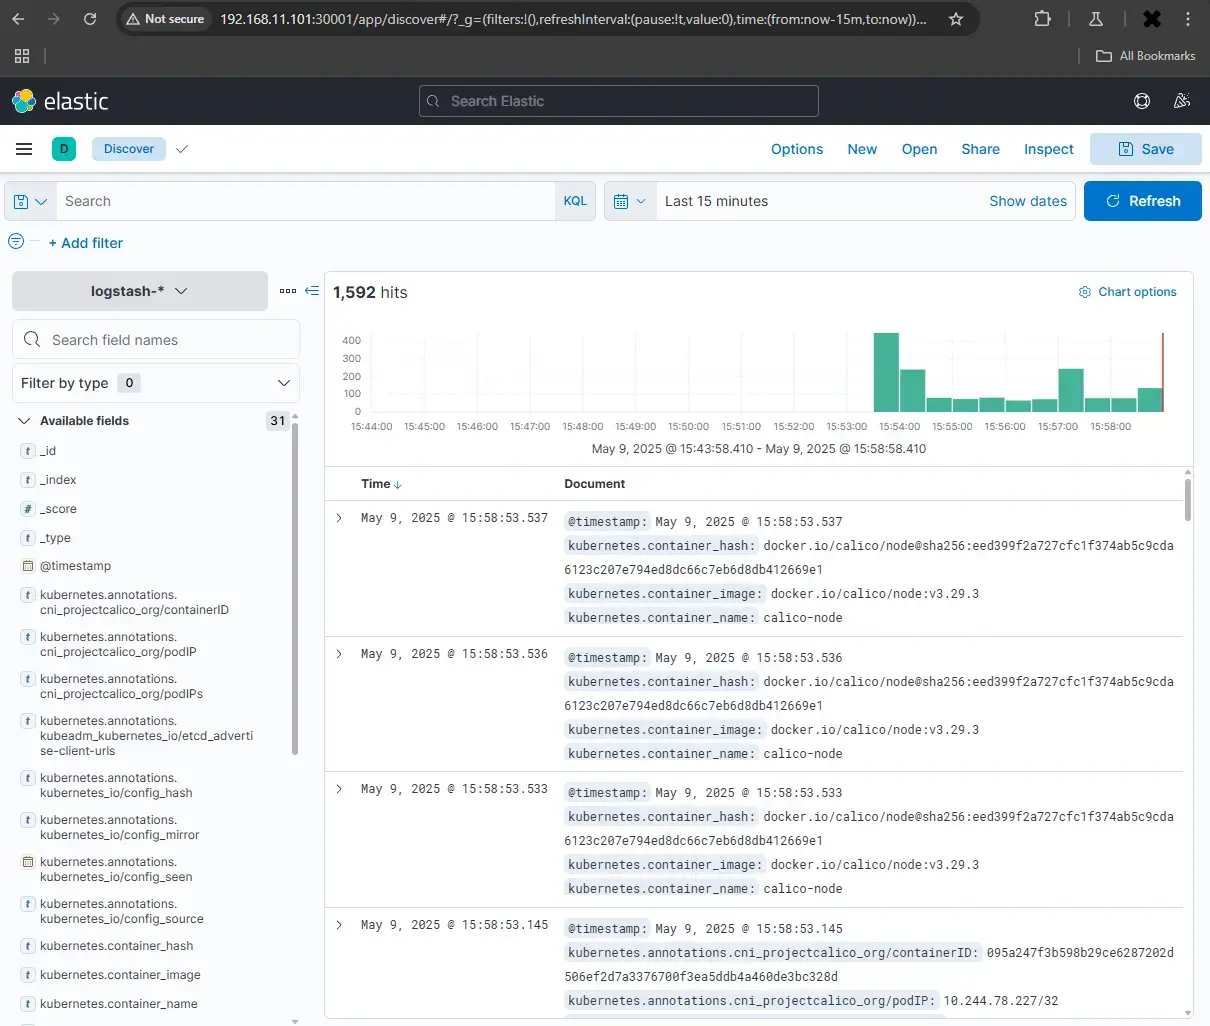 Not secure
192.168.11.101:30001/app/discover#/?_g=(filters:!(),refreshInterval:(pause:!t,value:0),time:(from:now-15m,to:now))...
All Bookmarks
elastic
Search Elastic
D
Discover
Options
New
Open
Share
Inspect
Save
Search
KQL
Last 15 minutes
Show dates
Refresh
+ Add filter
logstash-*
Search field names
Filter by type 0
Available fields 31
t _id
t _index
# _score
t _type
@timestamp
t kubernetes.annotations.
cni_projectcalico_org/containerID
t kubernetes.annotations.
cni_projectcalico_org/podIP
t kubernetes.annotations.
cni_projectcalico_org/podIPs
t kubernetes.annotations.
kubeadm_kubernetes_io/etcd_adverti
se-client-urls
t kubernetes.annotations.
kubernetes_io/config_hash
t kubernetes.annotations.
kubernetes_io/config_mirror
kubernetes.annotations.
kubernetes_io/config_seen
t kubernetes.annotations.
kubernetes_io/config_source
t kubernetes.container_hash
t kubernetes.container_image
t kubernetes.container_name
1,592 hits
Chart options
400
300
200
100
0
15:44:00 15:45:00 15:46:00 15:47:00 15:48:00 15:49:00 15:50:00 15:51:00 15:52:00 15:53:00 15:54:00 15:55:00 15:56:00 15:57:00 15:58:00
May 9, 2025 @ 15:43:58.410 - May 9, 2025 @ 15:58:58.410
Time Document
May 9, 2025 @ 15:58:53.537
@timestamp: May 9, 2025 @ 15:58:53.537
kubernetes.container_hash: docker.io/calico/node@sha256:eed399f2a727cfc1f374ab5c9cda
6123c207e794ed8dc66c7eb6d8db412669e1
kubernetes.container_image: docker.io/calico/node:v3.29.3
kubernetes.container_name: calico-node
May 9, 2025 @ 15:58:53.536
@timestamp: May 9, 2025 @ 15:58:53.536
kubernetes.container_hash: docker.io/calico/node@sha256:eed399f2a727cfc1f374ab5c9cda
6123c207e794ed8dc66c7eb6d8db412669e1
kubernetes.container_image: docker.io/calico/node:v3.29.3
kubernetes.container_name: calico-node
May 9, 2025 @ 15:58:53.533
@timestamp: May 9, 2025 @ 15:58:53.533
kubernetes.container_hash: docker.io/calico/node@sha256:eed399f2a727cfc1f374ab5c9cda
6123c207e794ed8dc66c7eb6d8db412669e1
kubernetes.container_image: docker.io/calico/node:v3.29.3
kubernetes.container_name: calico-node
May 9, 2025 @ 15:58:53.145
@timestamp: May 9, 2025 @ 15:58:53.145
kubernetes.annotations.cni_projectcalico_org/containerID: 095a247f3b598b29ce6287202d
506ef2d7a3376700f3ea5ddb4a460de3bc328d
kubernetes.annotations.cni_projectcalico_org/podIP: 10.244.78.227/32